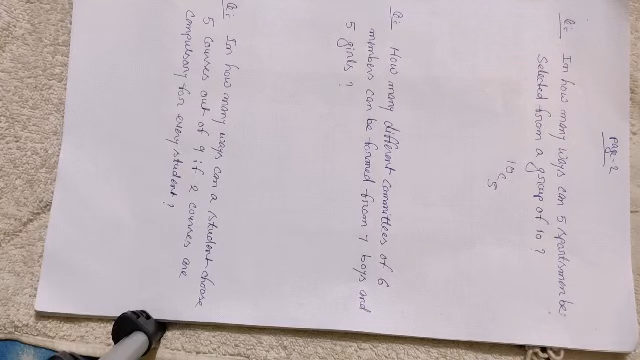 Page-2
Q:- In how many ways can 5 sportsmen be
selected from a group of 10 ?
10 C 5
Q:- How many different committees of 6
members can be formed from 7 boys and
5 girls ?
Q:- In how many ways can a student choose
5 courses out of 9 if 2 courses are
compulsory for every student ?